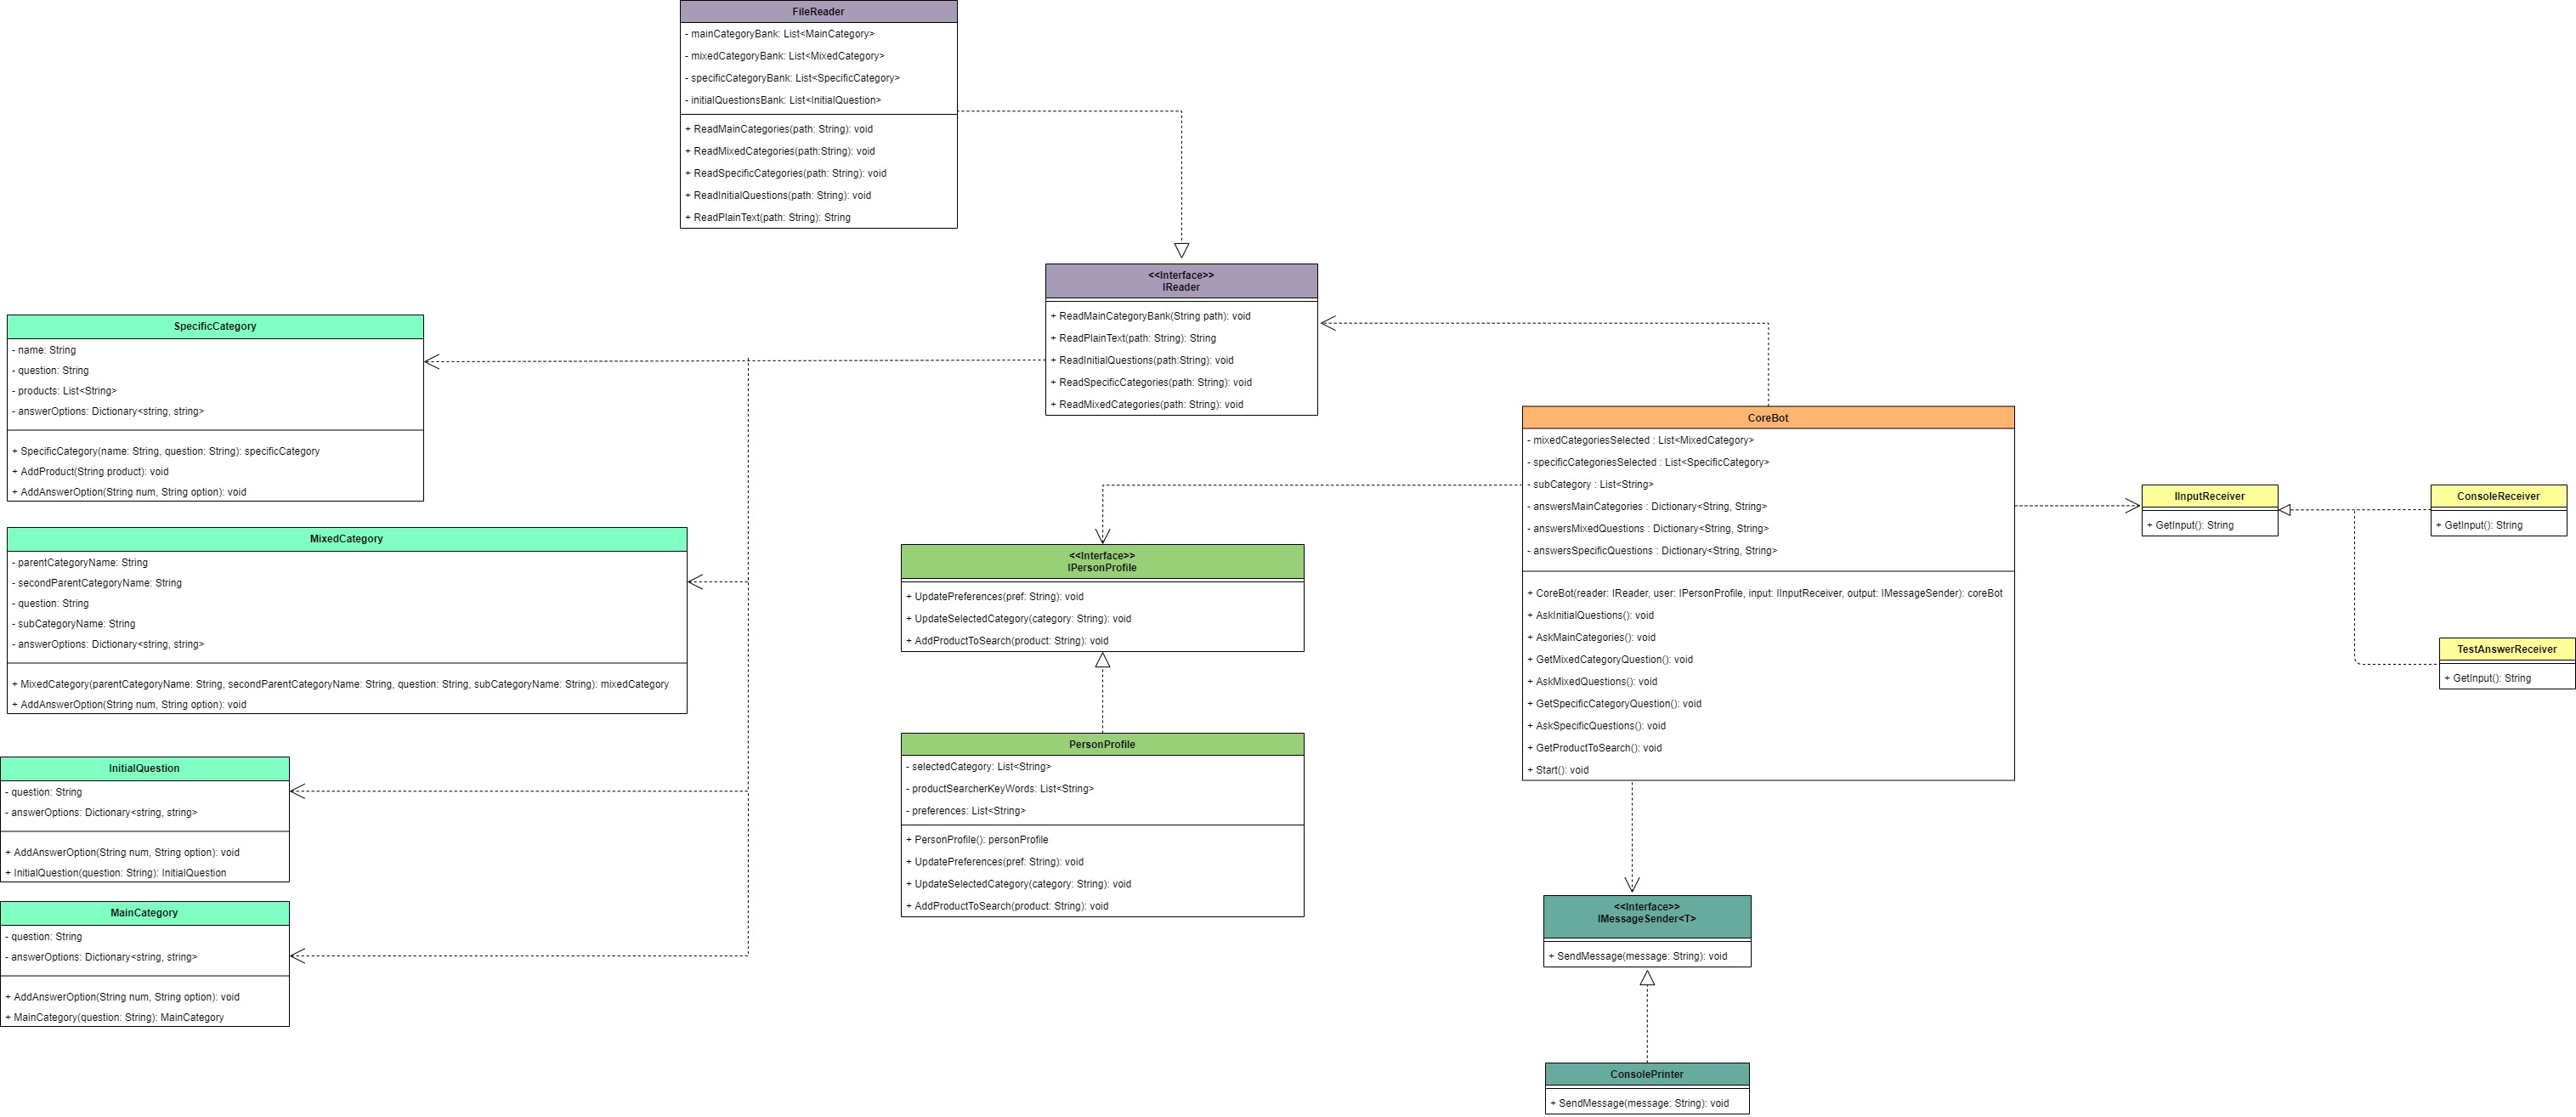 FileReader
- mainCategoryBank: List<MainCategory>
- mixedCategoryBank: List<MixedCategory>
- specificCategoryBank: List<SpecificCategory>
- initialQuestionsBank: List<InitialQuestion>
+ ReadMainCategories(path: String): void
+ ReadMixedCategories(path:String): void
+ ReadSpecificCategories(path: String): void
+ ReadInitialQuestions(path: String): void
+ ReadPlainText(path: String): String
<<Interface>>
IReader
+ ReadMainCategoryBank(String path): void
+ ReadPlainText(path: String): String
+ ReadInitialQuestions(path:String): void
+ ReadSpecificCategories(path: String): void
+ ReadMixedCategories(path: String): void
SpecificCategory
- name: String
- question: String
- products: List<String>
- answerOptions: Dictionary<string, string>
+ SpecificCategory(name: String, question: String): specificCategory
+ AddProduct(String product): void
+ AddAnswerOption(String num, String option): void
MixedCategory
- parentCategoryName: String
- secondParentCategoryName: String
- question: String
- subCategoryName: String
- answerOptions: Dictionary<string, string>
+ MixedCategory(parentCategoryName: String, secondParentCategoryName: String, question: String, subCategoryName: String): mixedCategory
+ AddAnswerOption(String num, String option): void
InitialQuestion
- question: String
- answerOptions: Dictionary<string, string>
+ AddAnswerOption(String num, String option): void
+ InitialQuestion(question: String): InitialQuestion
MainCategory
- question: String
- answerOptions: Dictionary<string, string>
+ AddAnswerOption(String num, String option): void
+ MainCategory(question: String): MainCategory
<<Interface>>
IPersonProfile
+ UpdatePreferences(pref: String): void
+ UpdateSelectedCategory(category: String): void
+ AddProductToSearch(product: String): void
PersonProfile
- selectedCategory: List<String>
- productSearcherKeyWords: List<String>
- preferences: List<String>
+ PersonProfile(): personProfile
+ UpdatePreferences(pref: String): void
+ UpdateSelectedCategory(category: String): void
+ AddProductToSearch(product: String): void
CoreBot
- mixedCategoriesSelected : List<MixedCategory>
- specificCategoriesSelected : List<SpecificCategory>
- subCategory : List<String>
- answersMainCategories : Dictionary<String, String>
- answersMixedQuestions : Dictionary<String, String>
- answersSpecificQuestions : Dictionary<String, String>
+ CoreBot(reader: IReader, user: IPersonProfile, input: IInputReceiver, output: IMessageSender): coreBot
+ AskInitialQuestions(): void
+ AskMainCategories(): void
+ GetMixedCategoryQuestion(): void
+ AskMixedQuestions(): void
+ GetSpecificCategoryQuestion(): void
+ AskSpecificQuestions(): void
+ GetProductToSearch(): void
+ Start(): void
IInputReceiver
+ GetInput(): String
ConsoleReceiver
+ GetInput(): String
TestAnswerReceiver
+ GetInput(): String
<<Interface>>
IMessageSender<T>
+ SendMessage(message: String): void
ConsolePrinter
+ SendMessage(message: String): void